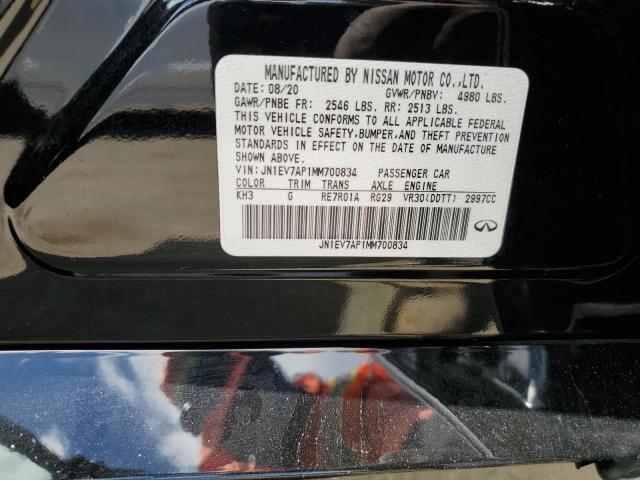 MANUFACTURED BY NISSAN MOTOR CO.,LTD.
DATE: 08/20 GVWR/PNBV: 4980 LBS.
GAWR/PNBE FR: 2546 LBS. RR: 2513 LBS.
THIS VEHICLE CONFORMS TO ALL APPLICABLE FEDERAL
MOTOR VEHICLE SAFETY,BUMPER,AND THEFT PREVENTION
STANDARDS IN EFFECT ON THE DATE OF MANUFACTURE
SHOWN ABOVE.
VIN: JN1EV7AP1MM700834 PASSENGER CAR
COLOR TRIM TRANS AXLE ENGINE
KH3 G RE7R01A RG29 VR30(DDTT) 2997CC
JN1EV7AP1MM700834